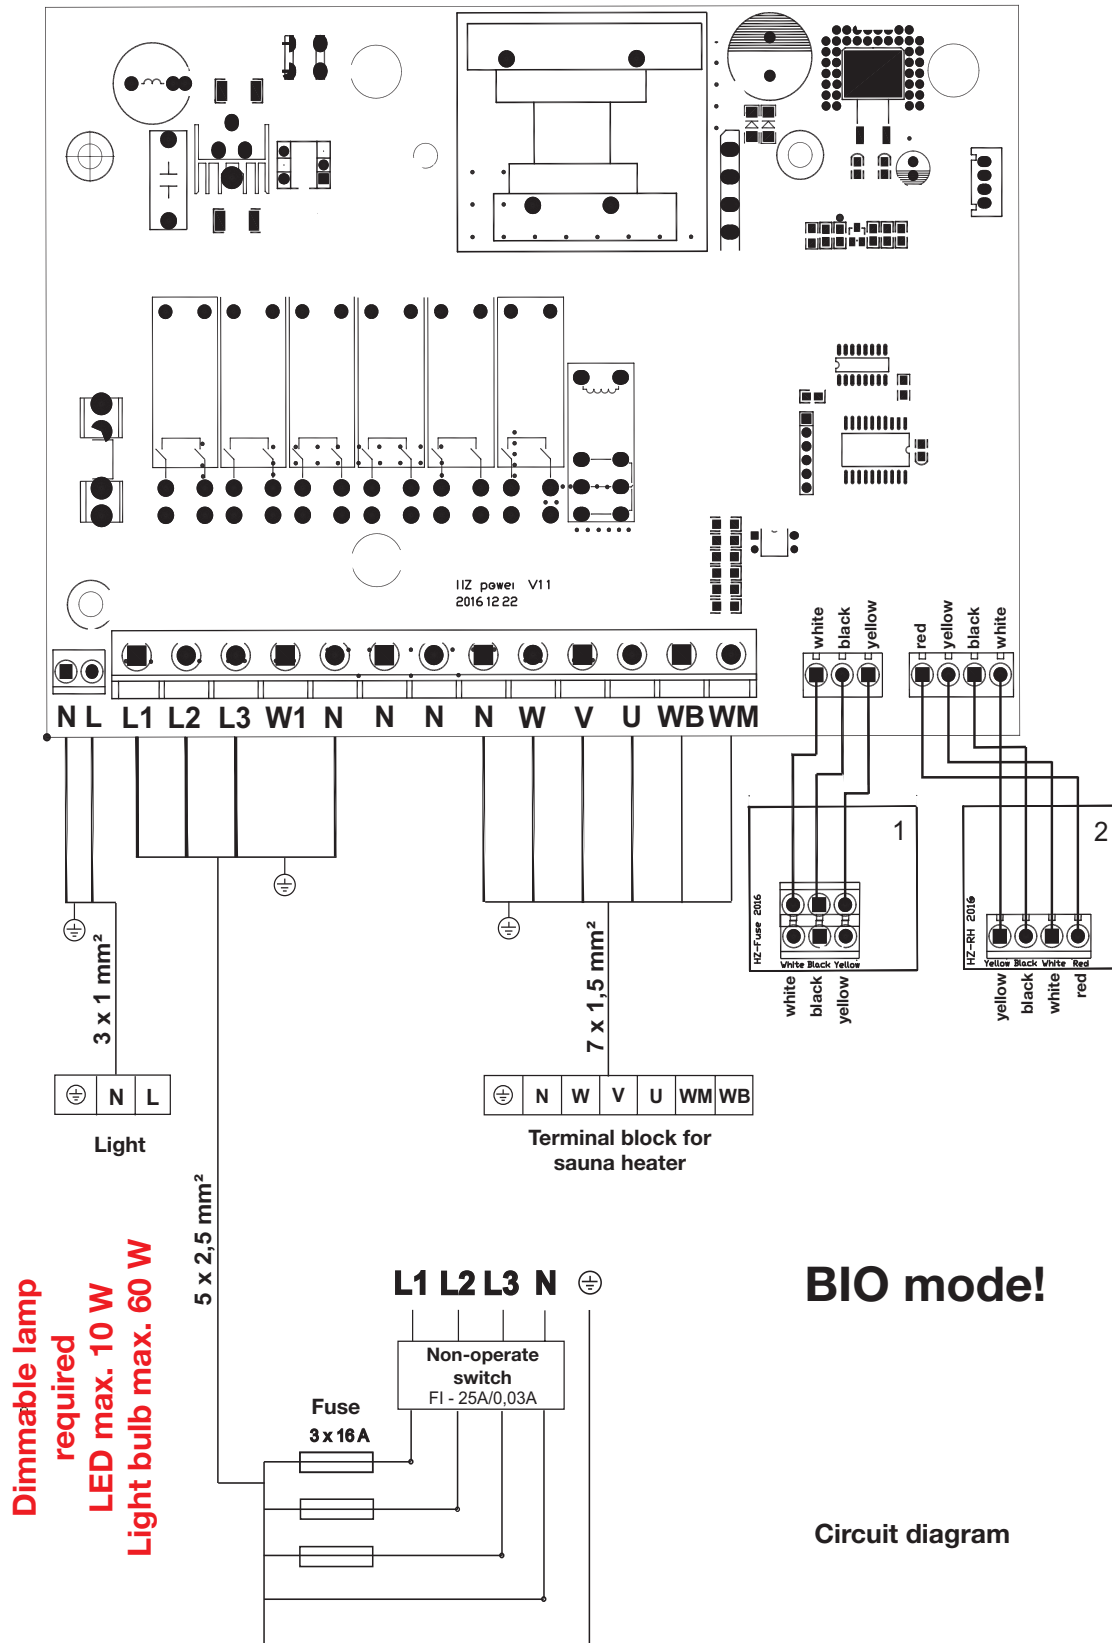 HZ power V11
2016 12 22
white
black
yellow
red
yellow
black
white
N L L1 L2 L3 W1 N N N N W V U WB WM
1
HZ-Fuse 2016
White Black Yellow
white
black
yellow
2
HZ-RH 2016
Yellow Black White Red
yellow
black
white
red
3 x 1 mm²
7 x 1,5 mm²
N L
Light
N W V U WM WB
Terminal block for
sauna heater
5 x 2,5 mm²
Dimmable lamp
required
LED max. 10 W
Light bulb max. 60 W
L1 L2 L3 N
Non-operate
switch
FI - 25A/0,03A
Fuse
3 x 16 A
BIO mode!
Circuit diagram